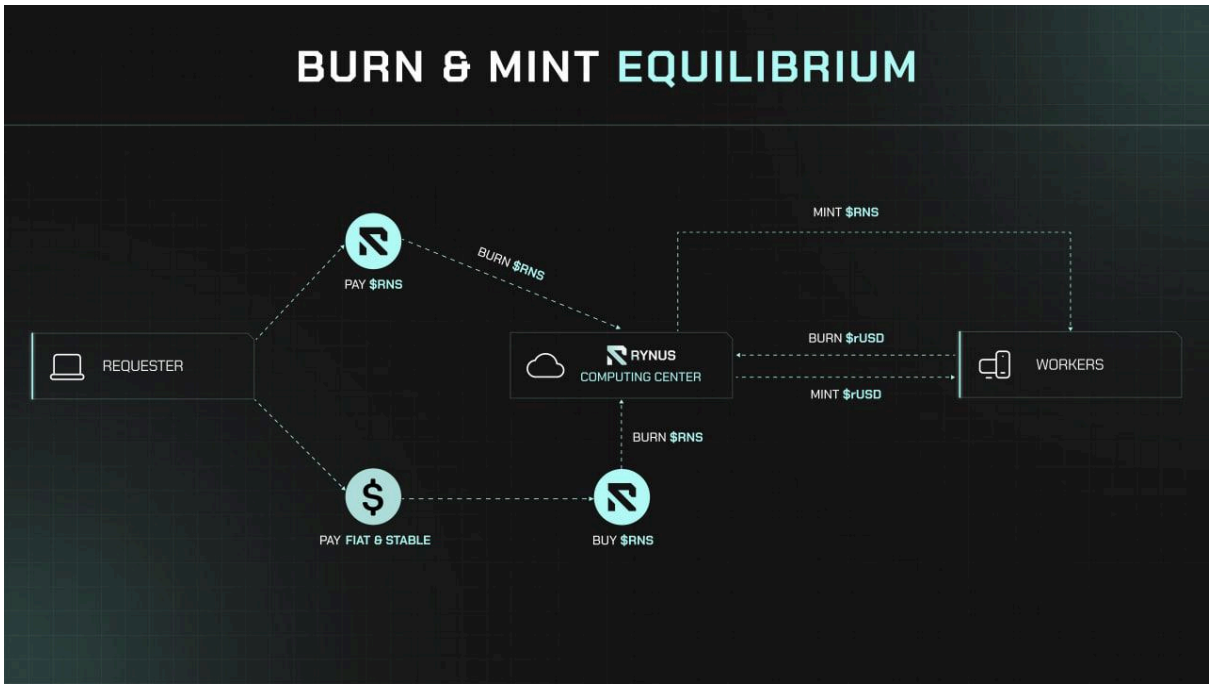 BURN & MINT EQUILIBRIUM
MINT $RNS
BURN $RNS
PAY $RNS
REQUESTER
RYNUS
COMPUTING CENTER
BURN $rUSD
MINT $rUSD
WORKERS
BURN $RNS
$
PAY FIAT & STABLE
BUY $RNS